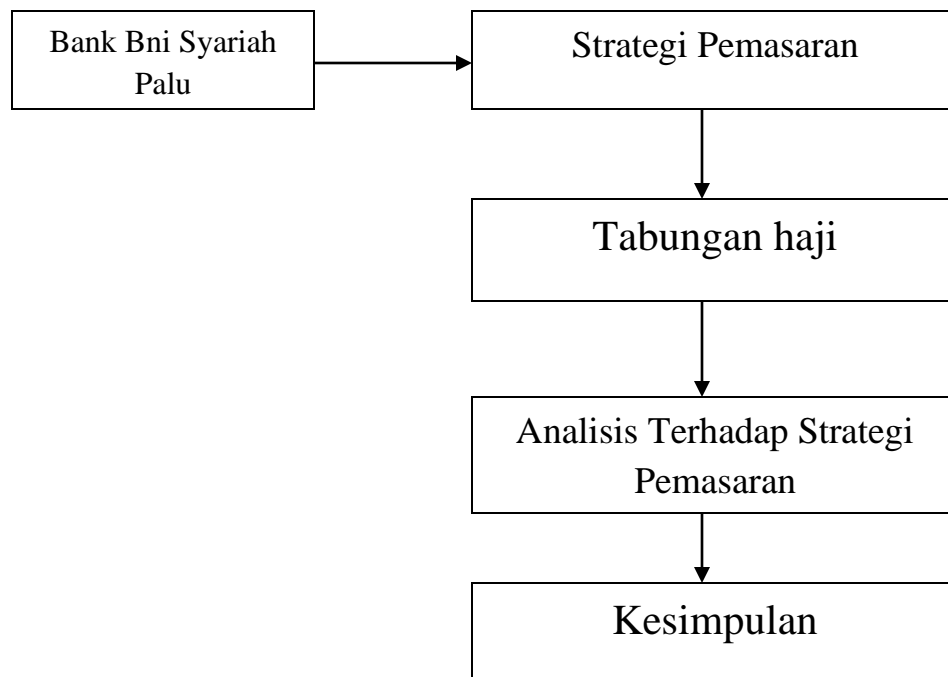 Bank Bni Syariah
Palu
Strategi Pemasaran
Tabungan haji
Analisis Terhadap Strategi
Pemasaran
Kesimpulan